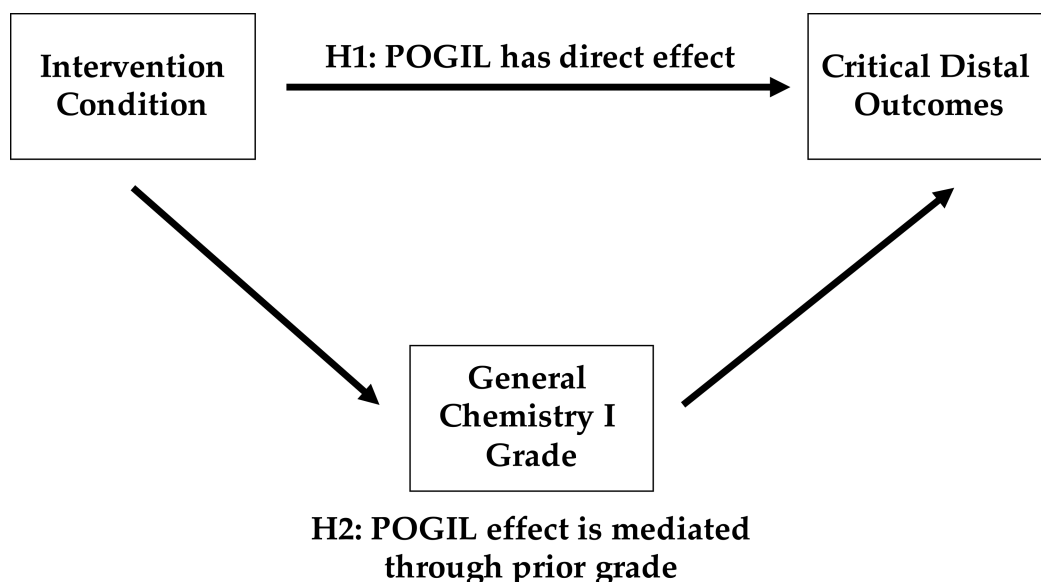 Intervention
Condition
H1: POGIL has direct effect
Critical Distal
Outcomes
General
Chemistry I
Grade
H2: POGIL effect is mediated
through prior grade